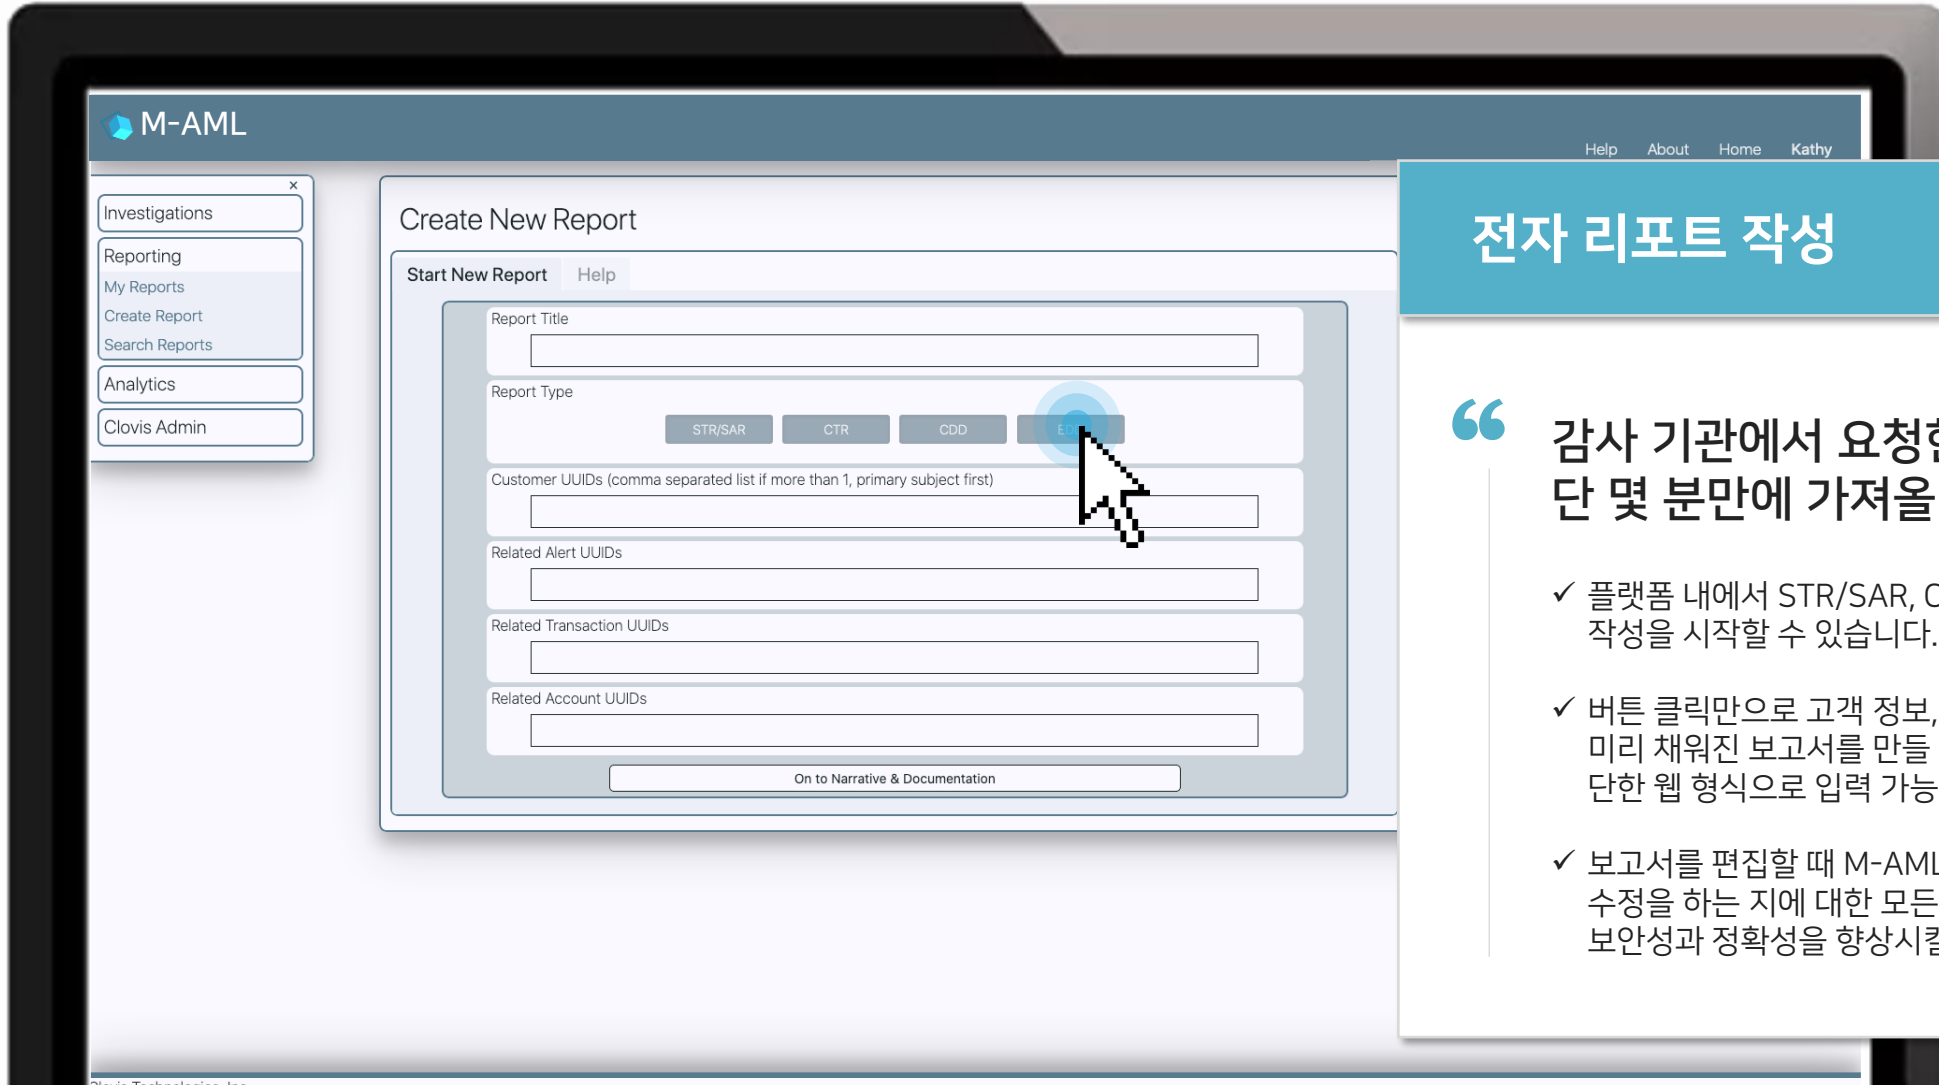 M-AML
Help About Home Kathy
x
Investigations
Reporting
My Reports
Create Report
Search Reports
Analytics
Clovis Admin
Create New Report
Start New Report Help
Report Title
Report Type
STR/SAR CTR CDD
Customer UUIDs (comma separated list if more than 1, primary subject first)
Related Alert UUIDs
Related Transaction UUIDs
Related Account UUIDs
On to Narrative & Documentation
전자 리포트 작성
감사 기관에서
단 몇 분만에 가져올
✓ 플랫폼 내에서 STR/SAR,
작성을 시작할 수 있습니다.
✓ 버튼 클릭만으로 고객 정보,
미리 채워진 보고서를 만들
단한 웹 형식으로 입력 가능
✓ 보고서를 편집할 때 M-AML
수정을 하는 지에 대한 모든
보안성과 정확성을